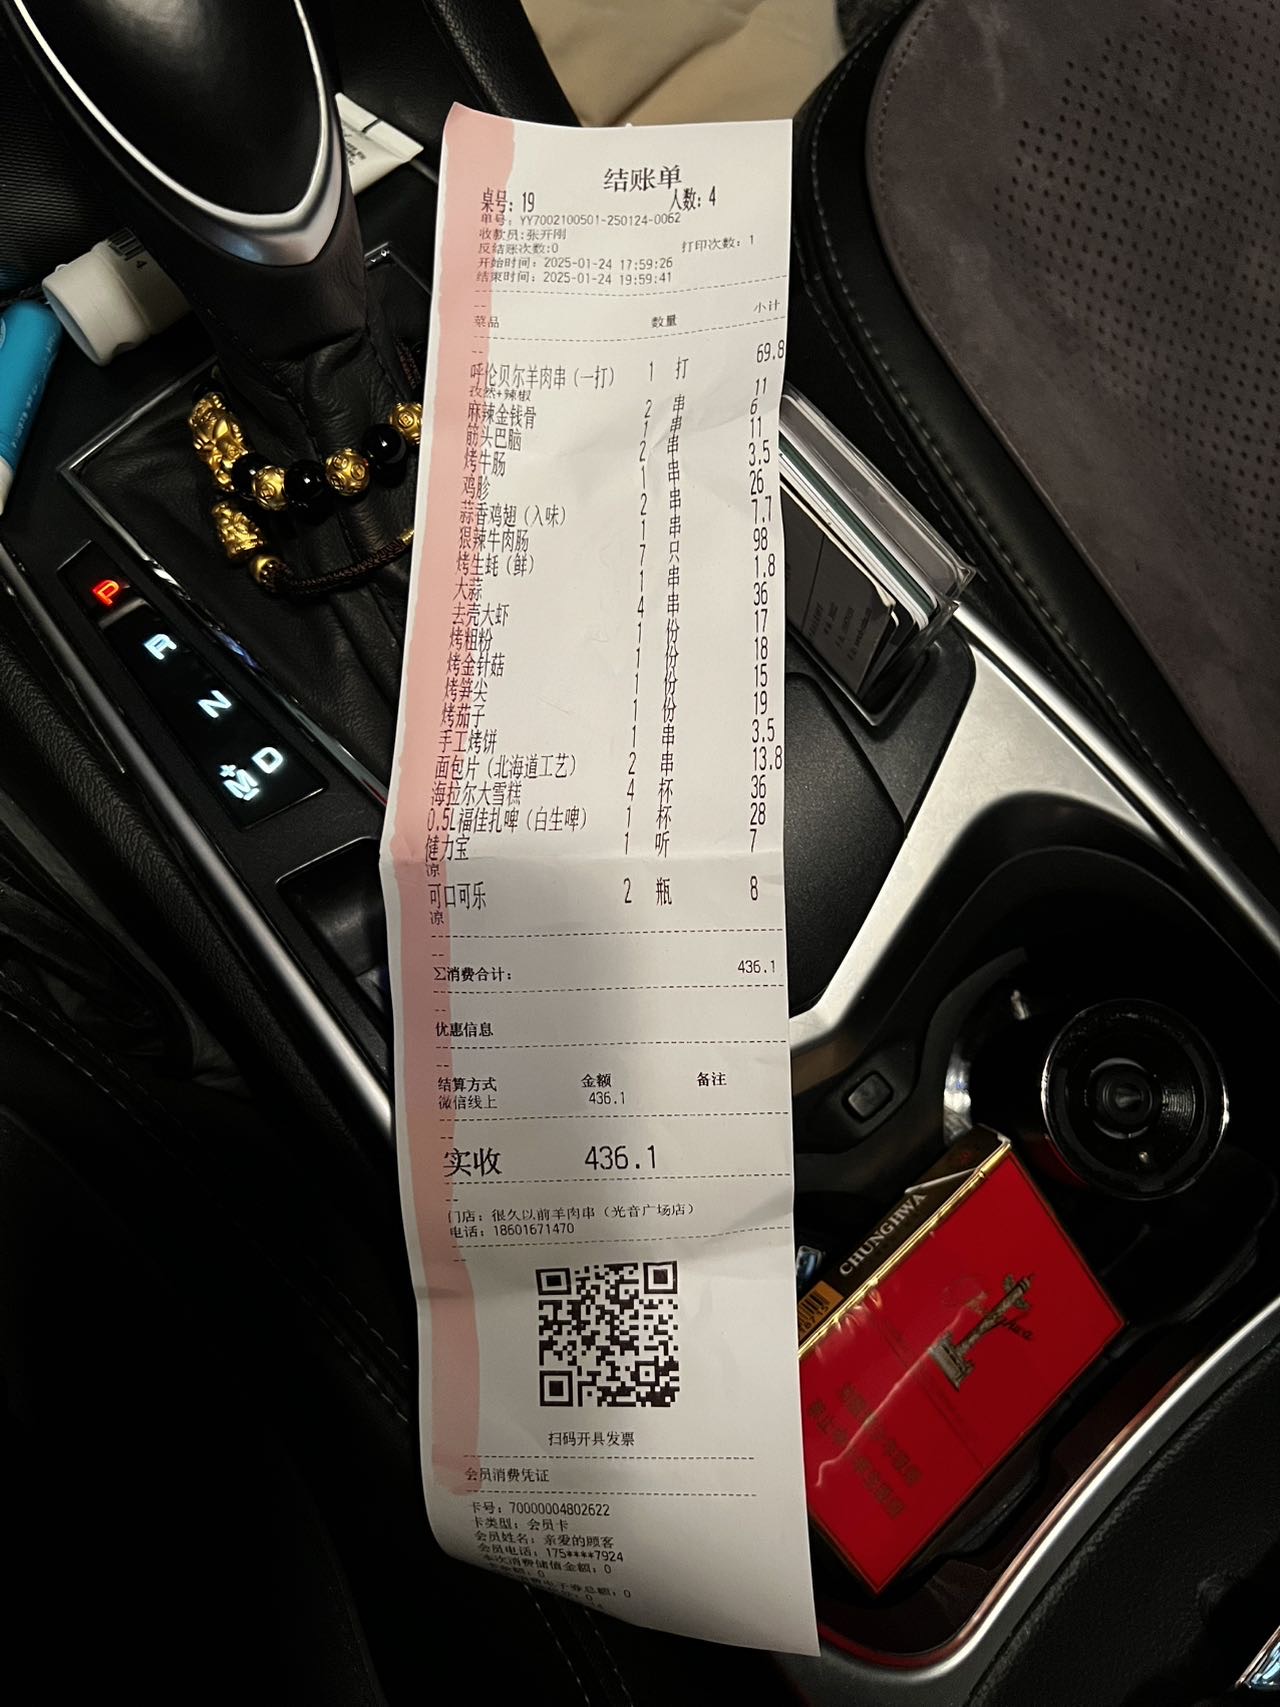 结账单
桌号: 19 人数: 4
单号: YY7002100501-250124-0062
收款员:张开刚
反结账次数:0 打印次数: 1
开始时间: 2025-01-24 17:59:26
结束时间: 2025-01-24 19:59:41
--
菜品 数量 小计
--
呼伦贝尔羊肉串（一打） 1 打 69.8
孜然+辣椒
麻辣金钱骨 2 串 11
筋头巴脑 1 串 6
烤牛肠 2 串 11
鸡胗 1 串 3.5
蒜香鸡翅（入味） 2 串 26
狠辣牛肉肠 1 串 7.7
烤生蚝（鲜） 7 只 98
大蒜 1 串 1.8
去壳大虾 4 串 36
烤粗粉 1 份 17
烤金针菇 1 份 18
烤笋尖 1 份 15
烤茄子 1 份 19
手工烤饼 1 串 3.5
面包片（北海道工艺） 2 串 13.8
海拉尔大雪糕 4 杯 36
0.5L福佳扎啤（白生啤） 1 杯 28
健力宝 1 听 7
凉
可口可乐 2 瓶 8
凉
--
Σ消费合计: 436.1
--
优惠信息
--
结算方式 金额 备注
微信线上 436.1
--
实收 436.1
--
门店: 很久以前羊肉串（光音广场店）
电话: 18601671470
--
扫码开具发票
会员消费凭证
卡号: 70000004802622
卡类型: 会员卡
会员姓名: 亲爱的顾客
会员电话: 175****7924
本次消费储值金额: 0
P
R
N
M D
+
-
CHUNGHWA
Chunghwa